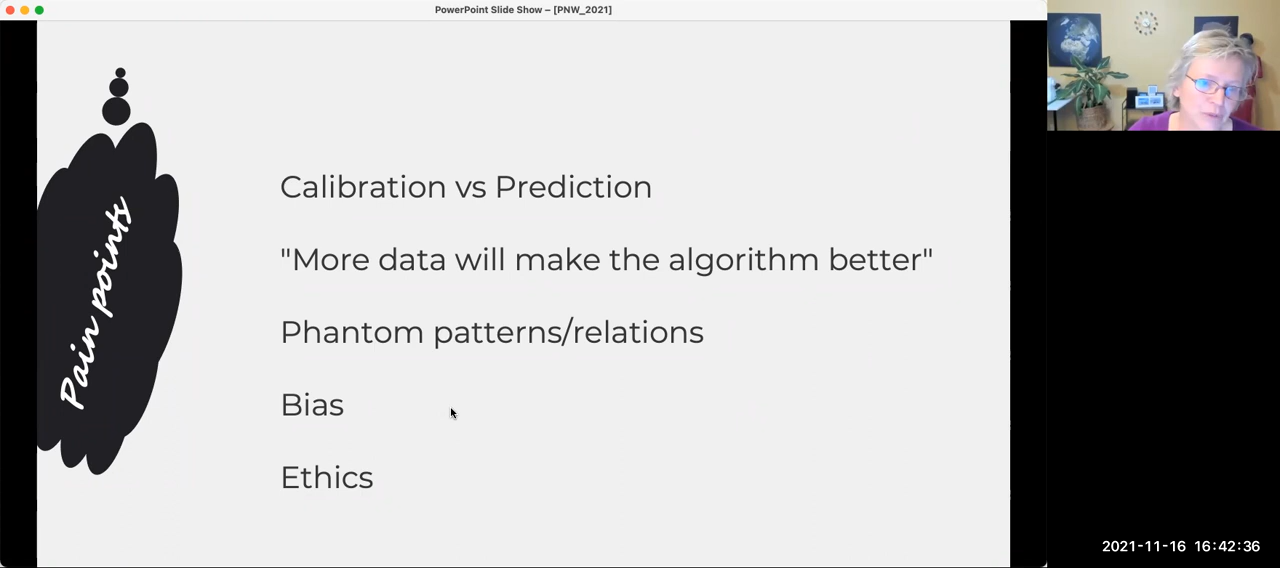 PowerPoint Slide Show – [PNW_2021]
Pain points
Calibration vs Prediction
"More data will make the algorithm better"
Phantom patterns/relations
Bias
Ethics
2021-11-16 16:42:36